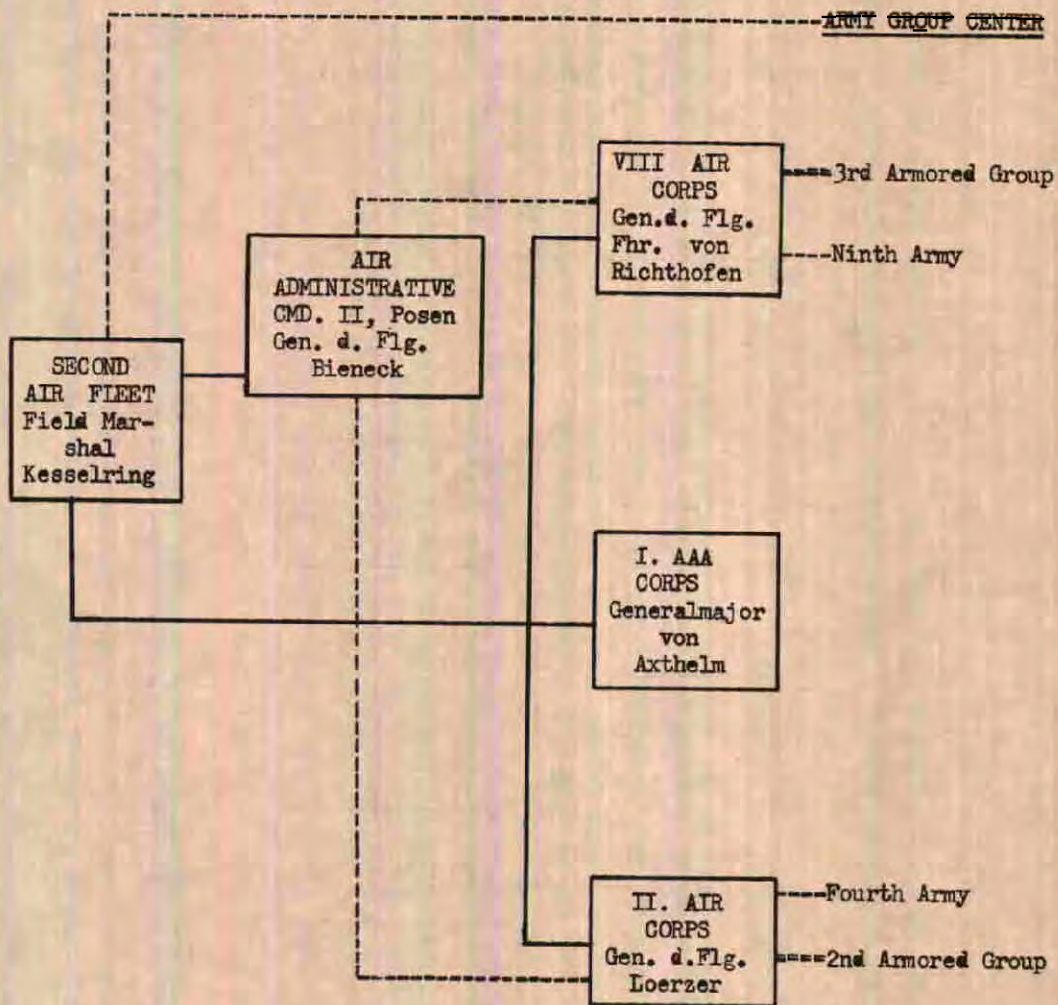 ARMY GROUP CENTER
VIII AIR
CORPS
Gen.d. Flg.
Fhr. von
Richthofen
3rd Armored Group
Ninth Army
AIR
ADMINISTRATIVE
CMD. II, Posen
Gen. d. Flg.
Bieneck
SECOND
AIR FLEET
Field Mar-
shal
Kesselring
I. AAA
CORPS
Generalmajor
von
Axthelm
II. AIR
CORPS
Gen. d.Flg.
Loerzer
Fourth Army
2nd Armored Group